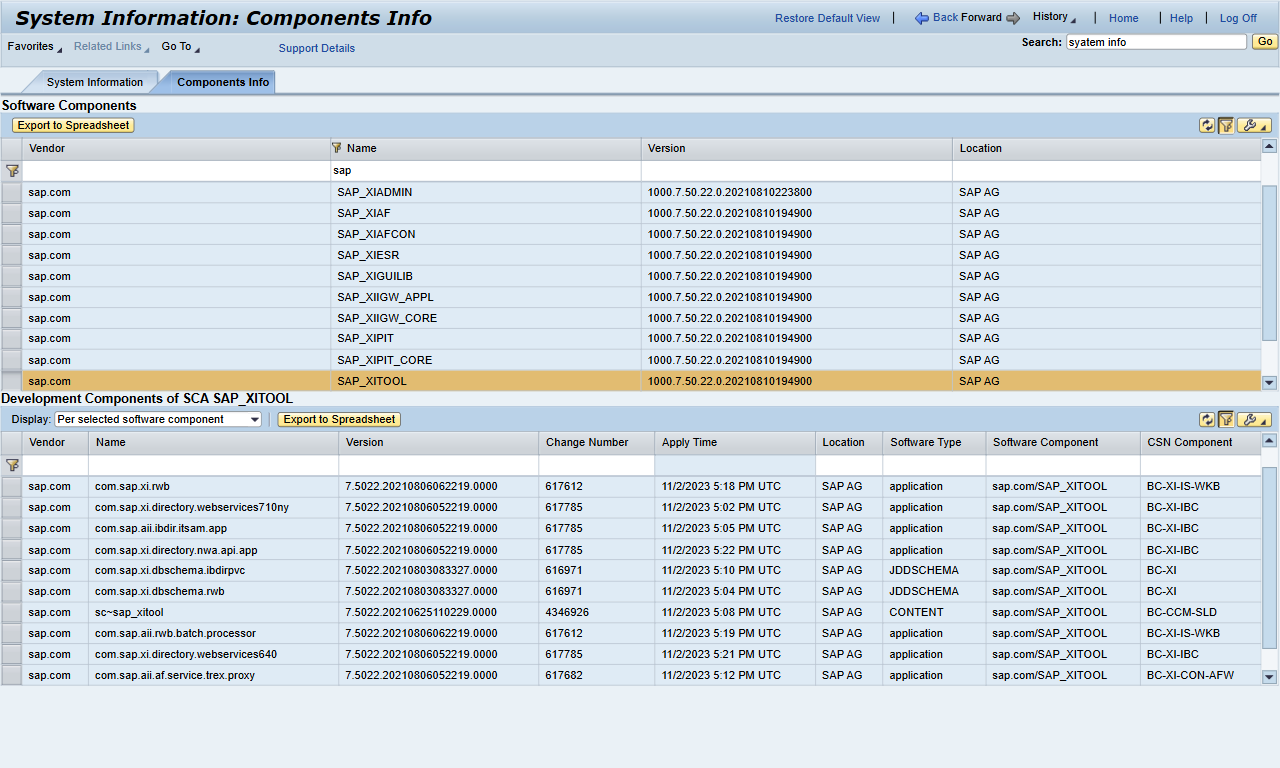 System Information: Components Info
Restore Default View | Back Forward History | Home | Help | Log Off
Favorites Related Links Go To Support Details
Search: syatem info Go
System Information Components Info
Software Components
Export to Spreadsheet
Vendor Name Version Location
sap
sap.com SAP_XIADMIN 1000.7.50.22.0.20210810223800 SAP AG
sap.com SAP_XIAF 1000.7.50.22.0.20210810194900 SAP AG
sap.com SAP_XIAFCON 1000.7.50.22.0.20210810194900 SAP AG
sap.com SAP_XIESR 1000.7.50.22.0.20210810194900 SAP AG
sap.com SAP_XIGUILIB 1000.7.50.22.0.20210810194900 SAP AG
sap.com SAP_XIIGW_APPL 1000.7.50.22.0.20210810194900 SAP AG
sap.com SAP_XIIGW_CORE 1000.7.50.22.0.20210810194900 SAP AG
sap.com SAP_XIPIT 1000.7.50.22.0.20210810194900 SAP AG
sap.com SAP_XIPIT_CORE 1000.7.50.22.0.20210810194900 SAP AG
sap.com SAP_XITOOL 1000.7.50.22.0.20210810194900 SAP AG
Development Components of SCA SAP_XITOOL
Display: Per selected software component Export to Spreadsheet
Vendor Name Version Change Number Apply Time Location Software Type Software Component CSN Component
sap.com com.sap.xi.rwb 7.5022.20210806062219.0000 617612 11/2/2023 5:18 PM UTC SAP AG application sap.com/SAP_XITOOL BC-XI-IS-WKB
sap.com com.sap.xi.directory.webservices710ny 7.5022.20210806052219.0000 617785 11/2/2023 5:02 PM UTC SAP AG application sap.com/SAP_XITOOL BC-XI-IBC
sap.com com.sap.aii.ibdir.itsam.app 7.5022.20210806052219.0000 617785 11/2/2023 5:05 PM UTC SAP AG application sap.com/SAP_XITOOL BC-XI-IBC
sap.com com.sap.xi.directory.nwa.api.app 7.5022.20210806052219.0000 617785 11/2/2023 5:22 PM UTC SAP AG application sap.com/SAP_XITOOL BC-XI-IBC
sap.com com.sap.xi.dbschema.ibdirpvc 7.5022.20210803083327.0000 616971 11/2/2023 5:10 PM UTC SAP AG JDDSCHEMA sap.com/SAP_XITOOL BC-XI
sap.com com.sap.xi.dbschema.rwb 7.5022.20210803083327.0000 616971 11/2/2023 5:04 PM UTC SAP AG JDDSCHEMA sap.com/SAP_XITOOL BC-XI
sap.com sc~sap_xitool 7.5022.20210625110229.0000 4346926 11/2/2023 5:08 PM UTC SAP AG CONTENT sap.com/SAP_XITOOL BC-CCM-SLD
sap.com com.sap.aii.rwb.batch.processor 7.5022.20210806062219.0000 617612 11/2/2023 5:19 PM UTC SAP AG application sap.com/SAP_XITOOL BC-XI-IS-WKB
sap.com com.sap.xi.directory.webservices640 7.5022.20210806052219.0000 617785 11/2/2023 5:21 PM UTC SAP AG application sap.com/SAP_XITOOL BC-XI-IBC
sap.com com.sap.aii.af.service.trex.proxy 7.5022.20210806052219.0000 617682 11/2/2023 5:12 PM UTC SAP AG application sap.com/SAP_XITOOL BC-XI-CON-AFW